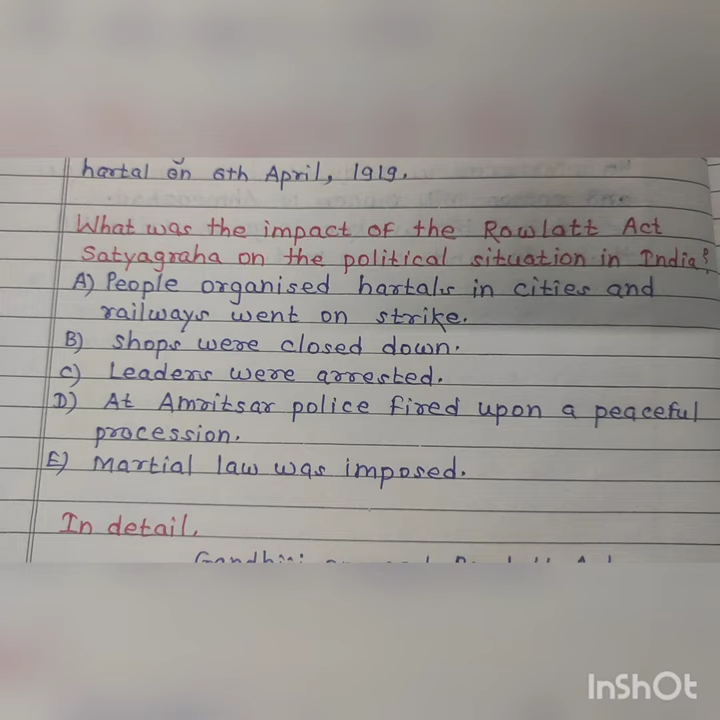 hartal on 6th April, 1919.
What was the impact of the Rowlatt Act
Satyagraha on the political situation in India?
A) People organised hartals in cities and
railways went on strike.
B) Shops were closed down.
C) Leaders were arrested.
D) At Amritsar police fired upon a peaceful
procession.
E) Martial law was imposed.
In detail.
Gandhiji
InShOt